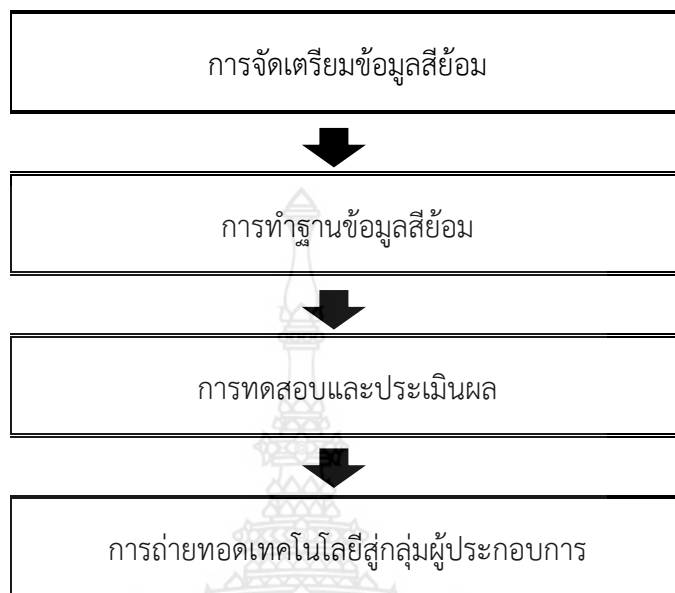 การจัดเตรียมข้อมูลสีย้อม
การทำฐานข้อมูลสีย้อม
การทดสอบและประเมินผล
การถ่ายทอดเทคโนโลยีสู่กลุ่มผู้ประกอบการ